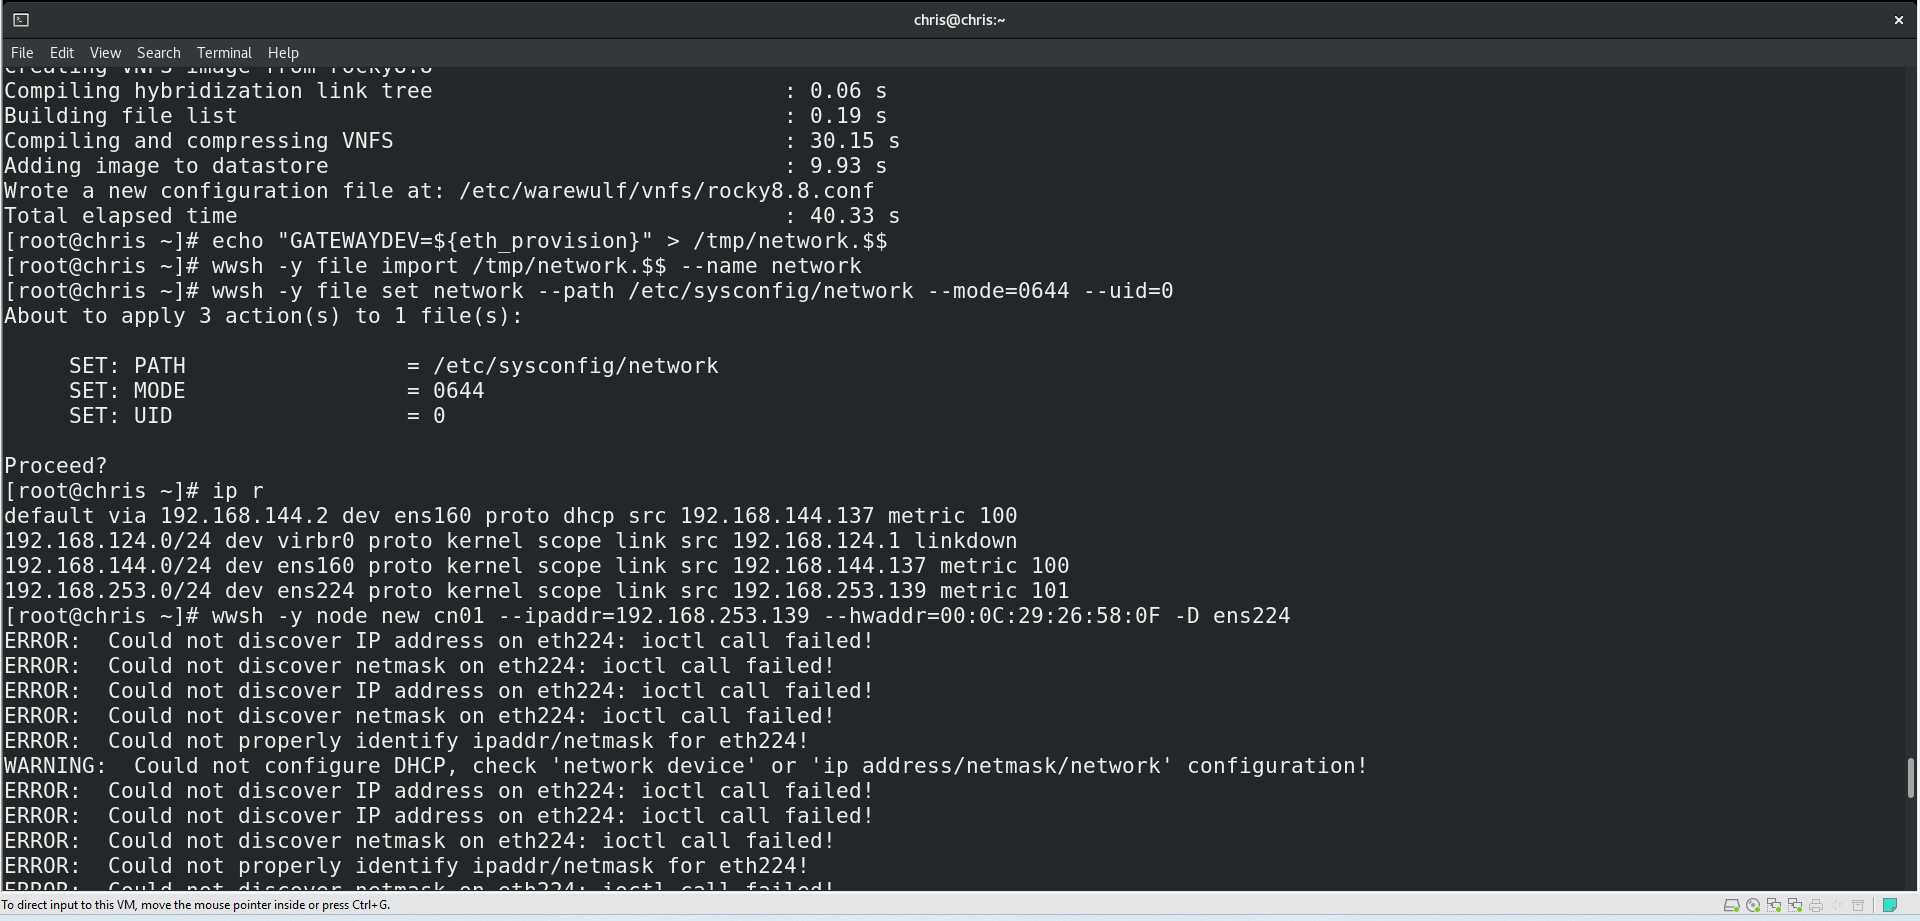 chris@chris:~
File Edit View Search Terminal Help
Creating VNFS image from rocky8.8
Compiling hybridization link tree : 0.06 s
Building file list : 0.19 s
Compiling and compressing VNFS : 30.15 s
Adding image to datastore : 9.93 s
Wrote a new configuration file at: /etc/warewulf/vnfs/rocky8.8.conf
Total elapsed time : 40.33 s
[root@chris ~]# echo "GATEWAYDEV=${eth_provision}" > /tmp/network.$$
[root@chris ~]# wwsh -y file import /tmp/network.$$ --name network
[root@chris ~]# wwsh -y file set network --path /etc/sysconfig/network --mode=0644 --uid=0
About to apply 3 action(s) to 1 file(s):
SET: PATH = /etc/sysconfig/network
SET: MODE = 0644
SET: UID = 0
Proceed?
[root@chris ~]# ip r
default via 192.168.144.2 dev ens160 proto dhcp src 192.168.144.137 metric 100
192.168.124.0/24 dev virbr0 proto kernel scope link src 192.168.124.1 linkdown
192.168.144.0/24 dev ens160 proto kernel scope link src 192.168.144.137 metric 100
192.168.253.0/24 dev ens224 proto kernel scope link src 192.168.253.139 metric 101
[root@chris ~]# wwsh -y node new cn01 --ipaddr=192.168.253.139 --hwaddr=00:0C:29:26:58:0F -D ens224
ERROR:  Could not discover IP address on eth224: ioctl call failed!
ERROR:  Could not discover netmask on eth224: ioctl call failed!
ERROR:  Could not discover IP address on eth224: ioctl call failed!
ERROR:  Could not discover netmask on eth224: ioctl call failed!
ERROR:  Could not properly identify ipaddr/netmask for eth224!
WARNING:  Could not configure DHCP, check 'network device' or 'ip address/netmask/network' configuration!
ERROR:  Could not discover IP address on eth224: ioctl call failed!
ERROR:  Could not discover IP address on eth224: ioctl call failed!
ERROR:  Could not discover netmask on eth224: ioctl call failed!
ERROR:  Could not properly identify ipaddr/netmask for eth224!
ERROR:  Could not discover netmask on eth224: ioctl call failed!
To direct input to this VM, move the mouse pointer inside or press Ctrl+G.